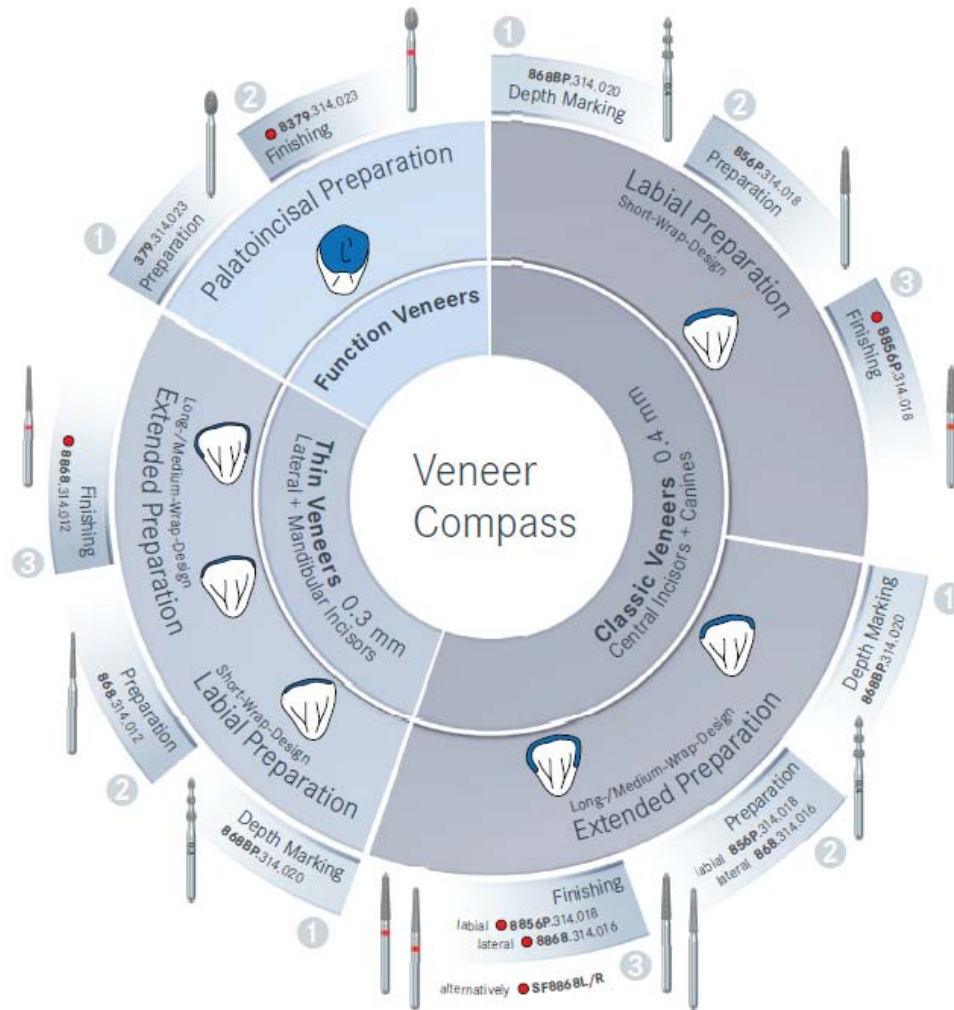 Veneer
Compass
Classic Veneers 0.4 mm
Central Incisors + Canines
Labial Preparation
Short-Wrap-Design
1
868BP.314.020
Depth Marking
2
856P.314.018
Preparation
3
8856P.314.018
Finishing
Long-/Medium-Wrap-Design
Extended Preparation
1
Depth Marking
868BP.314.020
2
Preparation
labial 856P.314.018
lateral 868.314.016
3
Finishing
labial 8856P.314.018
lateral 8868.314.016
alternatively SF8868L/R
Thin Veneers 0.3 mm
Lateral + Mandibular Incisors
Short-Wrap-Design
Labial Preparation
Long-/Medium-Wrap-Design
Extended Preparation
1
Depth Marking
868BP.314.020
2
Preparation
868.314.012
3
Finishing
8868.314.012
Function Veneers
Palatoincisal Preparation
1
379.314.023
Preparation
2
8379.314.023
Finishing